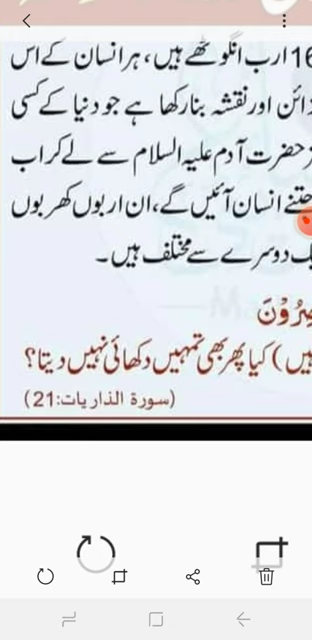 16 ارب انگوٹھے ہیں، ہر انسان کے اس
اور نقشہ بنا رکھا ہے جو دنیا کے کسی
حضرت آدم علیہ السلام سے لے کر اب
جتنے انسان آئیں گے، ان اربوں کھربوں
دوسرے سے مختلف ہیں۔
ہیں) کیا پھر بھی تمہیں دکھائی نہیں دیتا؟
(سورۃ الذاریات:21)